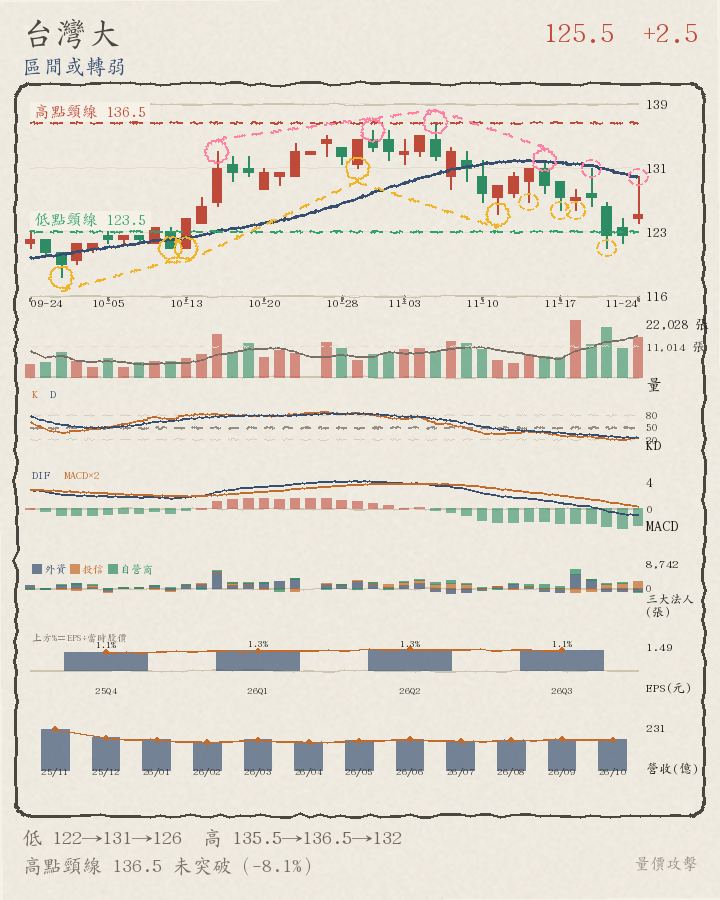 台灣大
125.5 +2.5
區間或轉弱
139
高點頸線 136.5
131
低點頸線 123.5
123
116
09-24 10-05 10-13 10-20 10-28 11-03 11-10 11-17 11-24
22,028 張
11,014 張
量
K D
80
50
20
KD
DIF MACD×2
4
0
MACD
外資 投信 自營商
8,742
0
三大法人
(張)
上方%=EPS÷當時股價
1.1% 1.3% 1.3% 1.1%
1.49
25Q4 26Q1 26Q2 26Q3
EPS(元)
231
25/11 25/12 26/01 26/02 26/03 26/04 26/05 26/06 26/07 26/08 26/09 26/10
營收(億)
低 122→131→126 高 135.5→136.5→132
高點頸線 136.5 未突破 (-8.1%)
量價攻擊